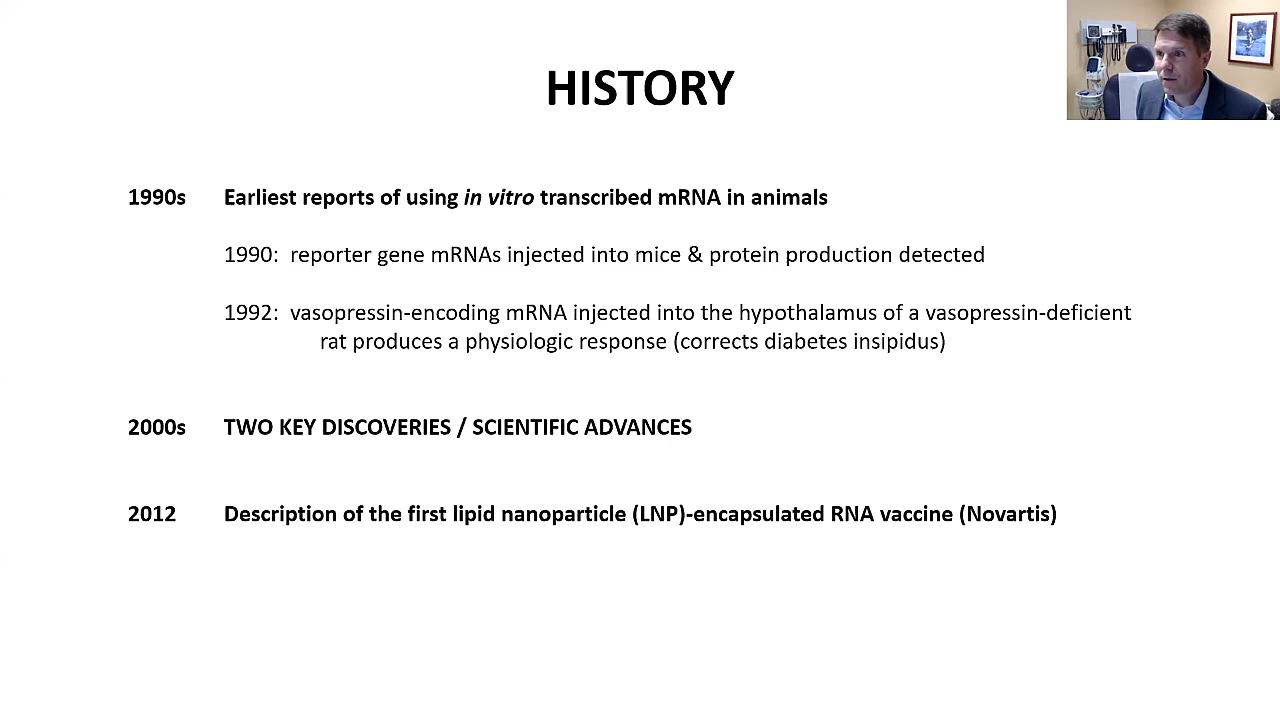 HISTORY
1990s Earliest reports of using in vitro transcribed mRNA in animals
1990: reporter gene mRNAs injected into mice & protein production detected
1992: vasopressin-encoding mRNA injected into the hypothalamus of a vasopressin-deficient
rat produces a physiologic response (corrects diabetes insipidus)
2000s TWO KEY DISCOVERIES / SCIENTIFIC ADVANCES
2012 Description of the first lipid nanoparticle (LNP)-encapsulated RNA vaccine (Novartis)